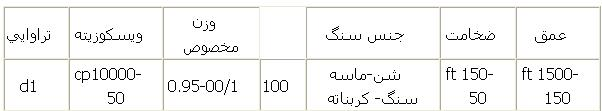 عمق ضخامت جنس سنگ وزن مخصوص ويسكوزيته تراوايي
1500 ft-150
150 ft-50
شن-ماسه سنگ- كربناته
100
0.95-00/1
cp10000-50
d1